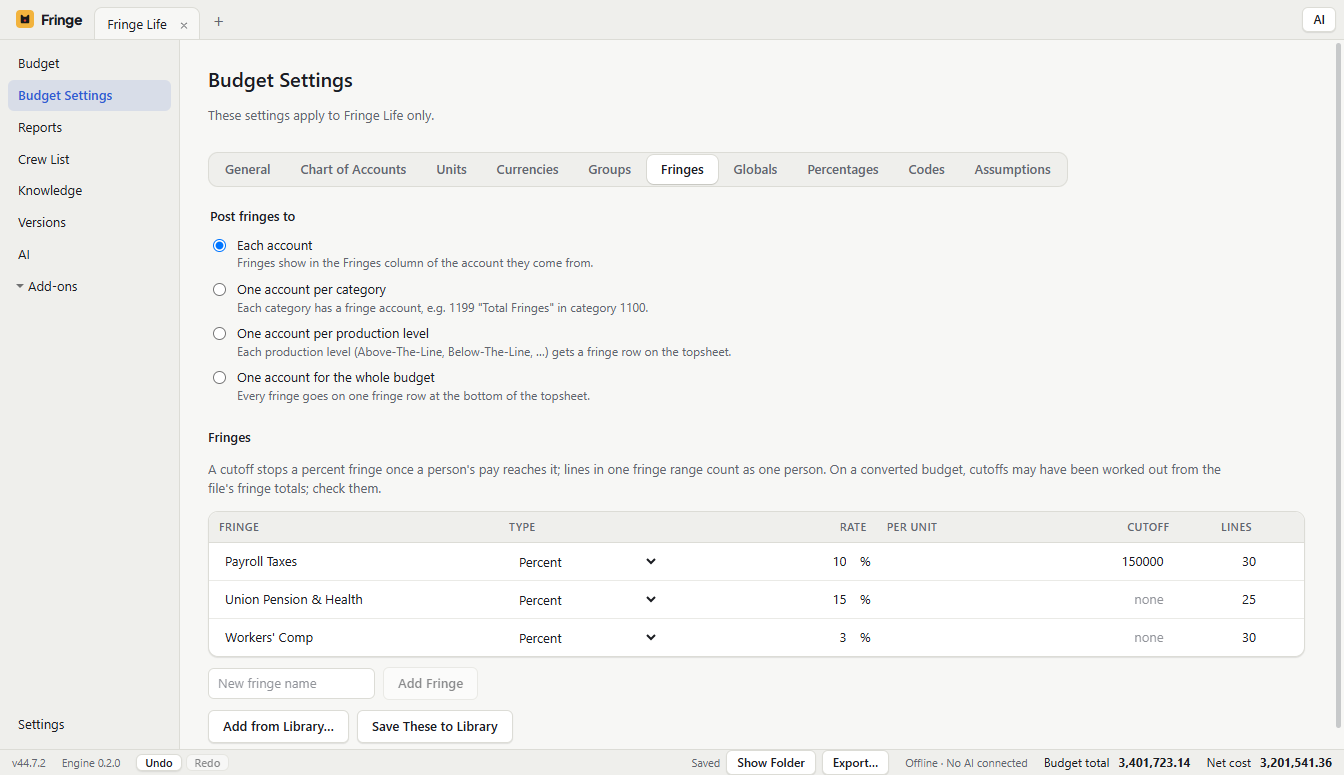 Fringe
Fringe Life ×
+
AI
Budget
Budget Settings
Reports
Crew List
Knowledge
Versions
AI
Add-ons
Settings
Budget Settings
These settings apply to Fringe Life only.
General Chart of Accounts Units Currencies Groups Fringes Globals Percentages Codes Assumptions
Post fringes to
Each account
Fringes show in the Fringes column of the account they come from.
One account per category
Each category has a fringe account, e.g. 1199 "Total Fringes" in category 1100.
One account per production level
Each production level (Above-The-Line, Below-The-Line, ...) gets a fringe row on the topsheet.
One account for the whole budget
Every fringe goes on one fringe row at the bottom of the topsheet.
Fringes
A cutoff stops a percent fringe once a person's pay reaches it; lines in one fringe range count as one person. On a converted budget, cutoffs may have been worked out from the
file's fringe totals; check them.
FRINGE TYPE RATE PER UNIT CUTOFF LINES
Payroll Taxes Percent 10 % 150000 30
Union Pension & Health Percent 15 % none 25
Workers' Comp Percent 3 % none 30
New fringe name Add Fringe
Add from Library... Save These to Library
v44.7.2 Engine 0.2.0 Undo Redo Saved Show Folder Export... Offline · No AI connected Budget total 3,401,723.14 Net cost 3,201,541.36